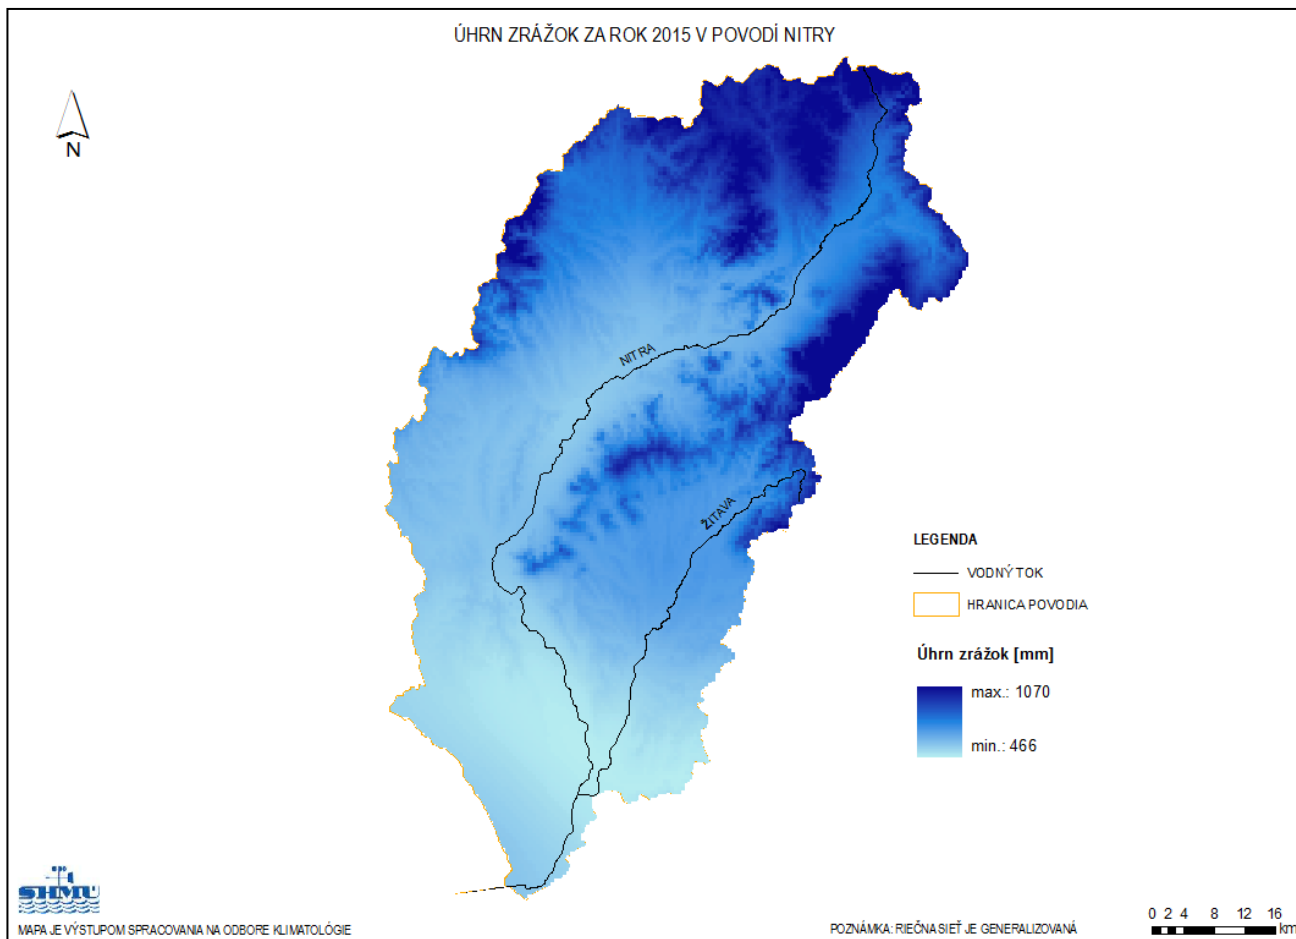 ÚHRN ZRÁŽOK ZA ROK 2015 V POVODÍ NITRY
N
NITRA
ŽITAVA
LEGENDA
VODNÝ TOK
HRANICA POVODIA
Úhrn zrážok [mm]
max.: 1070
min.: 466
SHMÚ
MAPA JE VÝSTUPOM SPRACOVANIA NA ODBORE KLIMATOLÓGIE
POZNÁMKA: RIEČNA SIEŤ JE GENERALIZOVANÁ
0 2 4 8 12 16
km